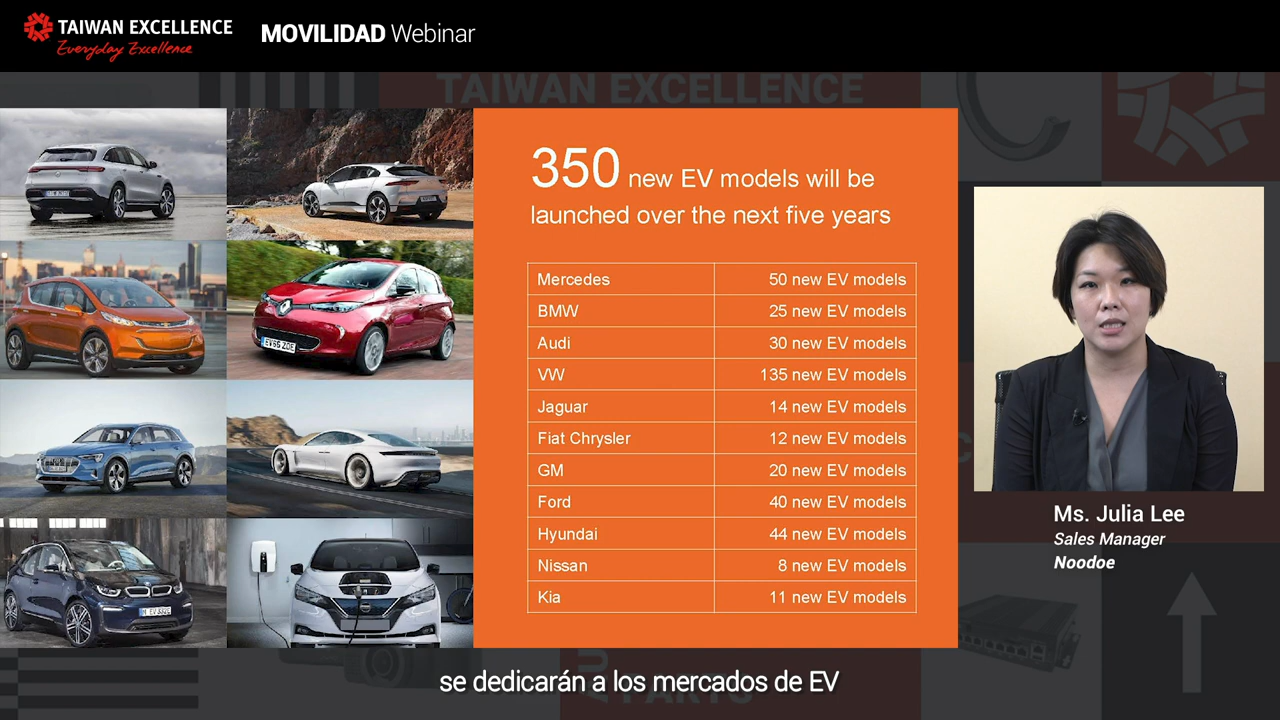 TAIWAN EXCELLENCE
Everyday Excellence
MOVILIDAD Webinar
TAIWAN EXCELLENCE
350 new EV models will be
launched over the next five years
Mercedes 50 new EV models
BMW 25 new EV models
Audi 30 new EV models
VW 135 new EV models
Jaguar 14 new EV models
Fiat Chrysler 12 new EV models
GM 20 new EV models
Ford 40 new EV models
Hyundai 44 new EV models
Nissan 8 new EV models
Kia 11 new EV models
Ms. Julia Lee
Sales Manager
Noodoe
se dedicarán a los mercados de EV